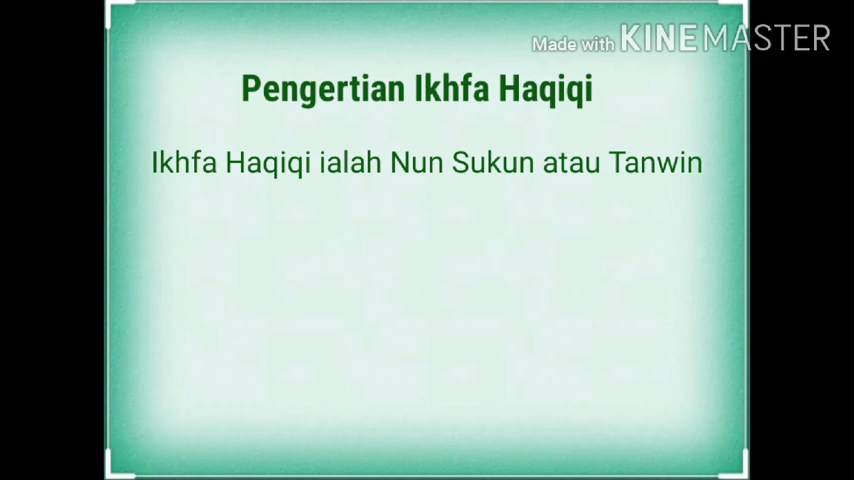 Made with KINEMASTER
Pengertian Ikhfa Haqiqi
Ikhfa Haqiqi ialah Nun Sukun atau Tanwin